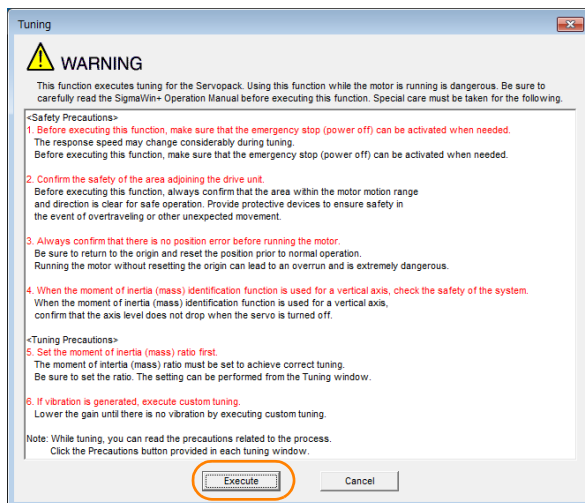 Tuning
WARNING
This function executes tuning for the Servopack. Using this function while the motor is running is dangerous. Be sure to
carefully read the SigmaWin+ Operation Manual before executing this function. Special care must be taken for the following.
<Safety Precautions>
1. Before executing this function, make sure that the emergency stop (power off) can be activated when needed.
The response speed may change considerably during tuning.
Before executing this function, make sure that the emergency stop (power off) can be activated when needed.
2. Confirm the safety of the area adjoining the drive unit.
Before executing this function, always confirm that the area within the motor motion range
and direction is clear for safe operation. Provide protective devices to ensure safety in
the event of overtraveling or other unexpected movement.
3. Always confirm that there is no position error before running the motor.
Be sure to return to the origin and reset the position prior to normal operation.
Running the motor without resetting the origin can lead to an overrun and is extremely dangerous.
4. When the moment of inertia (mass) identification function is used for a vertical axis, check the safety of the system.
When the moment of inertia (mass) identification function is used for a vertical axis,
confirm that the axis level does not drop when the servo is turned off.
<Tuning Precautions>
5. Set the moment of inertia (mass) ratio first.
The moment of intertia (mass) ratio must be set to achieve correct tuning.
Be sure to set the ratio. The setting can be performed from the Tuning window.
6. If vibration is generated, execute custom tuning.
Lower the gain until there is no vibration by executing custom tuning.
Note: While tuning, you can read the precautions related to the process.
Click the Precautions button provided in each tuning window.
Execute Cancel